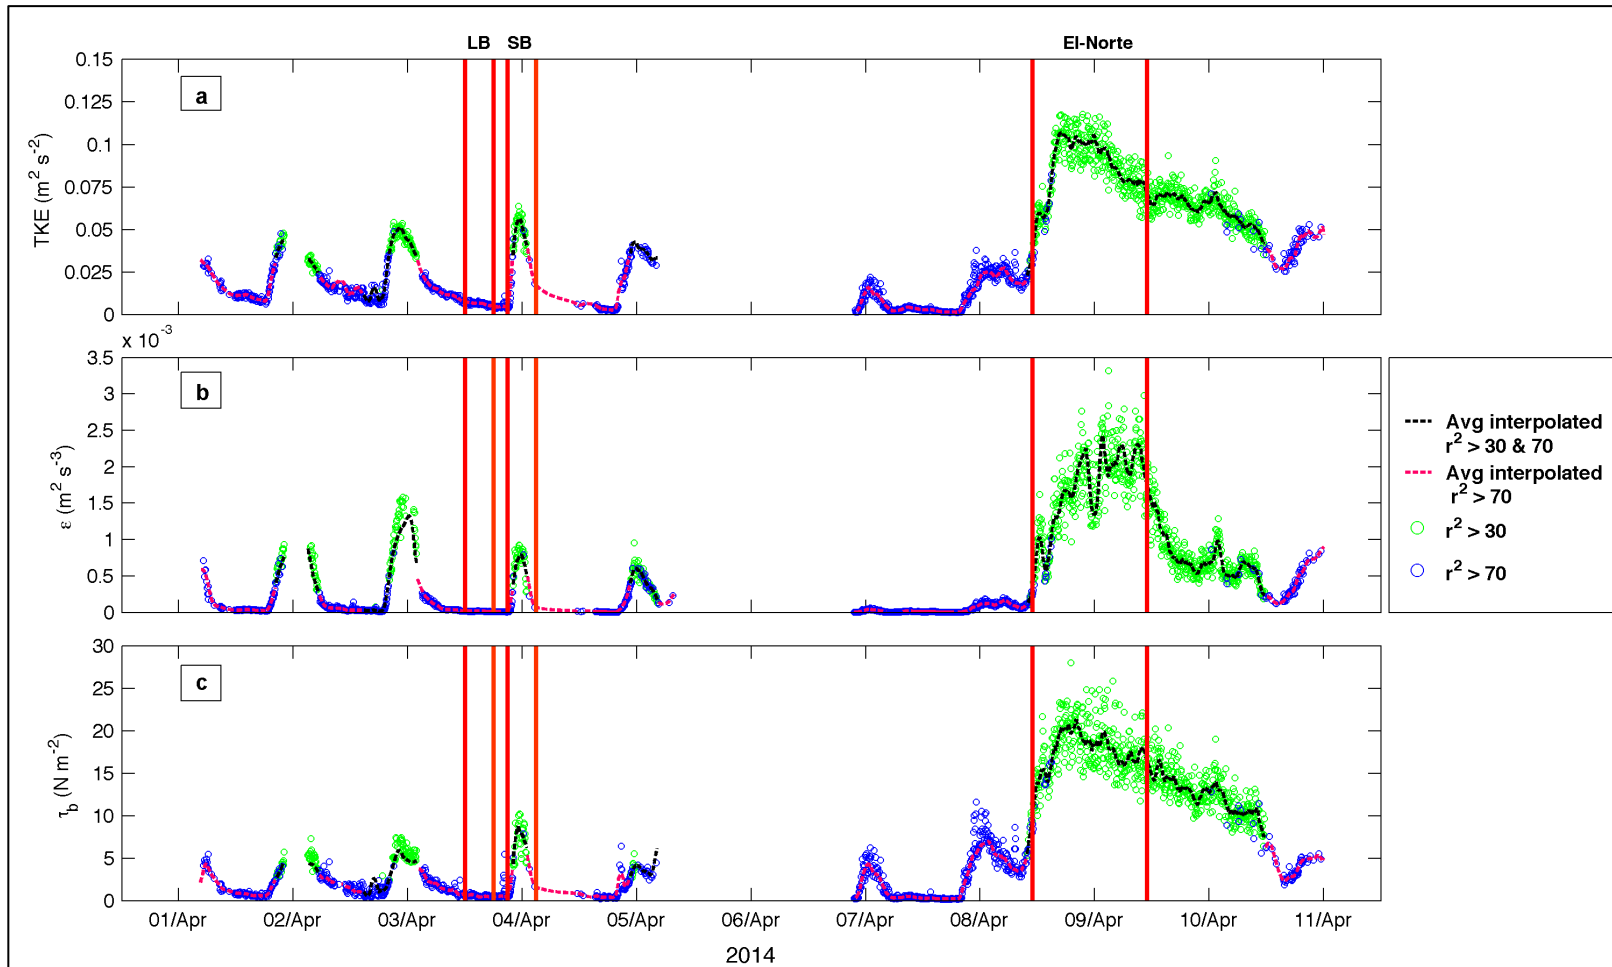 LB SB El-Norte
a
0.15
0.125
0.1
0.075
0.05
0.025
0
TKE (m² s⁻²)
x 10⁻³
b
3.5
3
2.5
2
1.5
1
0.5
0
ε (m² s⁻³)
c
30
25
20
15
10
5
0
τb (N m⁻²)
01/Apr 02/Apr 03/Apr 04/Apr 05/Apr 06/Apr 07/Apr 08/Apr 09/Apr 10/Apr 11/Apr
2014
Avg interpolated
r² > 30 & 70
Avg interpolated
r² > 70
r² > 30
r² > 70